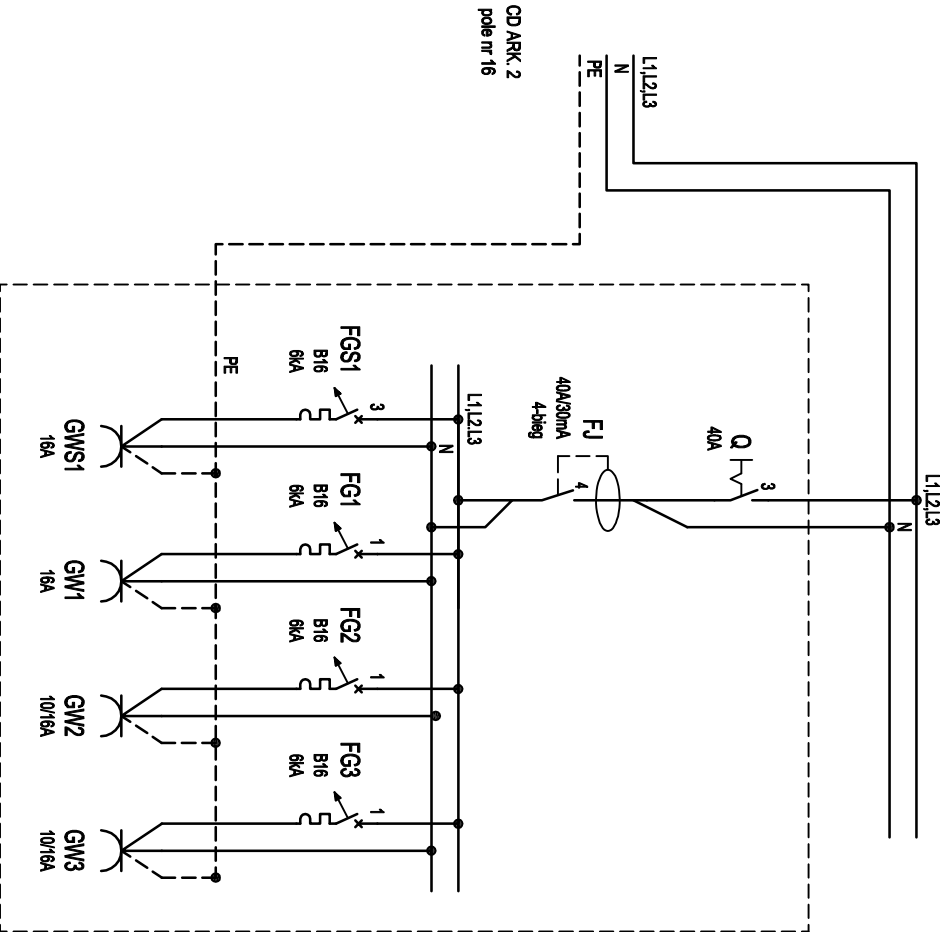 CD ARK. 2
pole nr 16
L1,L2,L3
N
PE
L1,L2,L3
N
Q
40A
3
FJ
40A/30mA
4-bieg
4
L1,L2.L3
N
FGS1
B16
6kA
3
FG1
B16
6kA
1
FG2
B16
6kA
1
FG3
B16
6kA
1
PE
GWS1
16A
GW1
16A
GW2
10/16A
GW3
10/16A